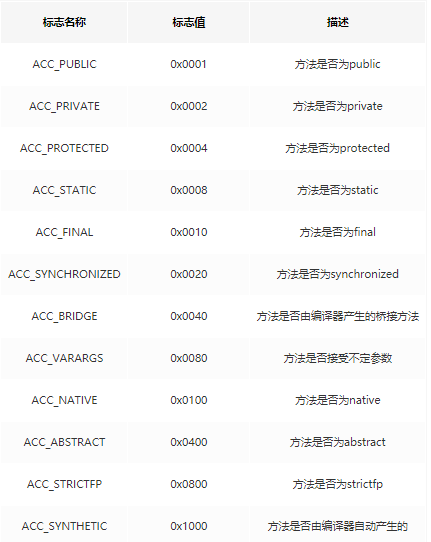 标志名称 标志值 描述
ACC_PUBLIC 0x0001 方法是否为public
ACC_PRIVATE 0x0002 方法是否为private
ACC_PROTECTED 0x0004 方法是否为protected
ACC_STATIC 0x0008 方法是否为static
ACC_FINAL 0x0010 方法是否为final
ACC_SYNCHRONIZED 0x0020 方法是否为synchronized
ACC_BRIDGE 0x0040 方法是否由编译器产生的桥接方法
ACC_VARARGS 0x0080 方法是否接受不定参数
ACC_NATIVE 0x0100 方法是否为native
ACC_ABSTRACT 0x0400 方法是否为abstract
ACC_STRICTFP 0x0800 方法是否为strictfp
ACC_SYNTHETIC 0x1000 方法是否由编译器自动产生的